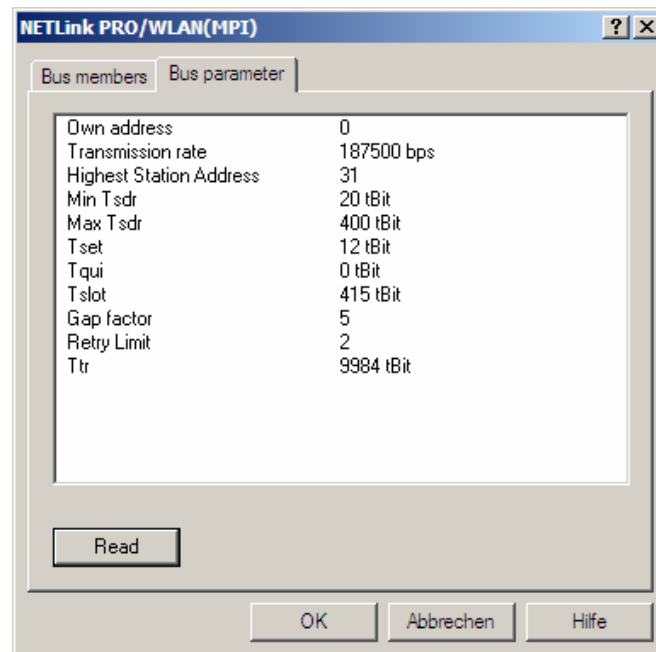 NETLink PRO/WLAN(MPI)
Bus members Bus parameter
Own address 0
Transmission rate 187500 bps
Highest Station Address 31
Min Tsdr 20 tBit
Max Tsdr 400 tBit
Tset 12 tBit
Tqui 0 tBit
Tslot 415 tBit
Gap factor 5
Retry Limit 2
Ttr 9984 tBit
Read
OK Abbrechen Hilfe